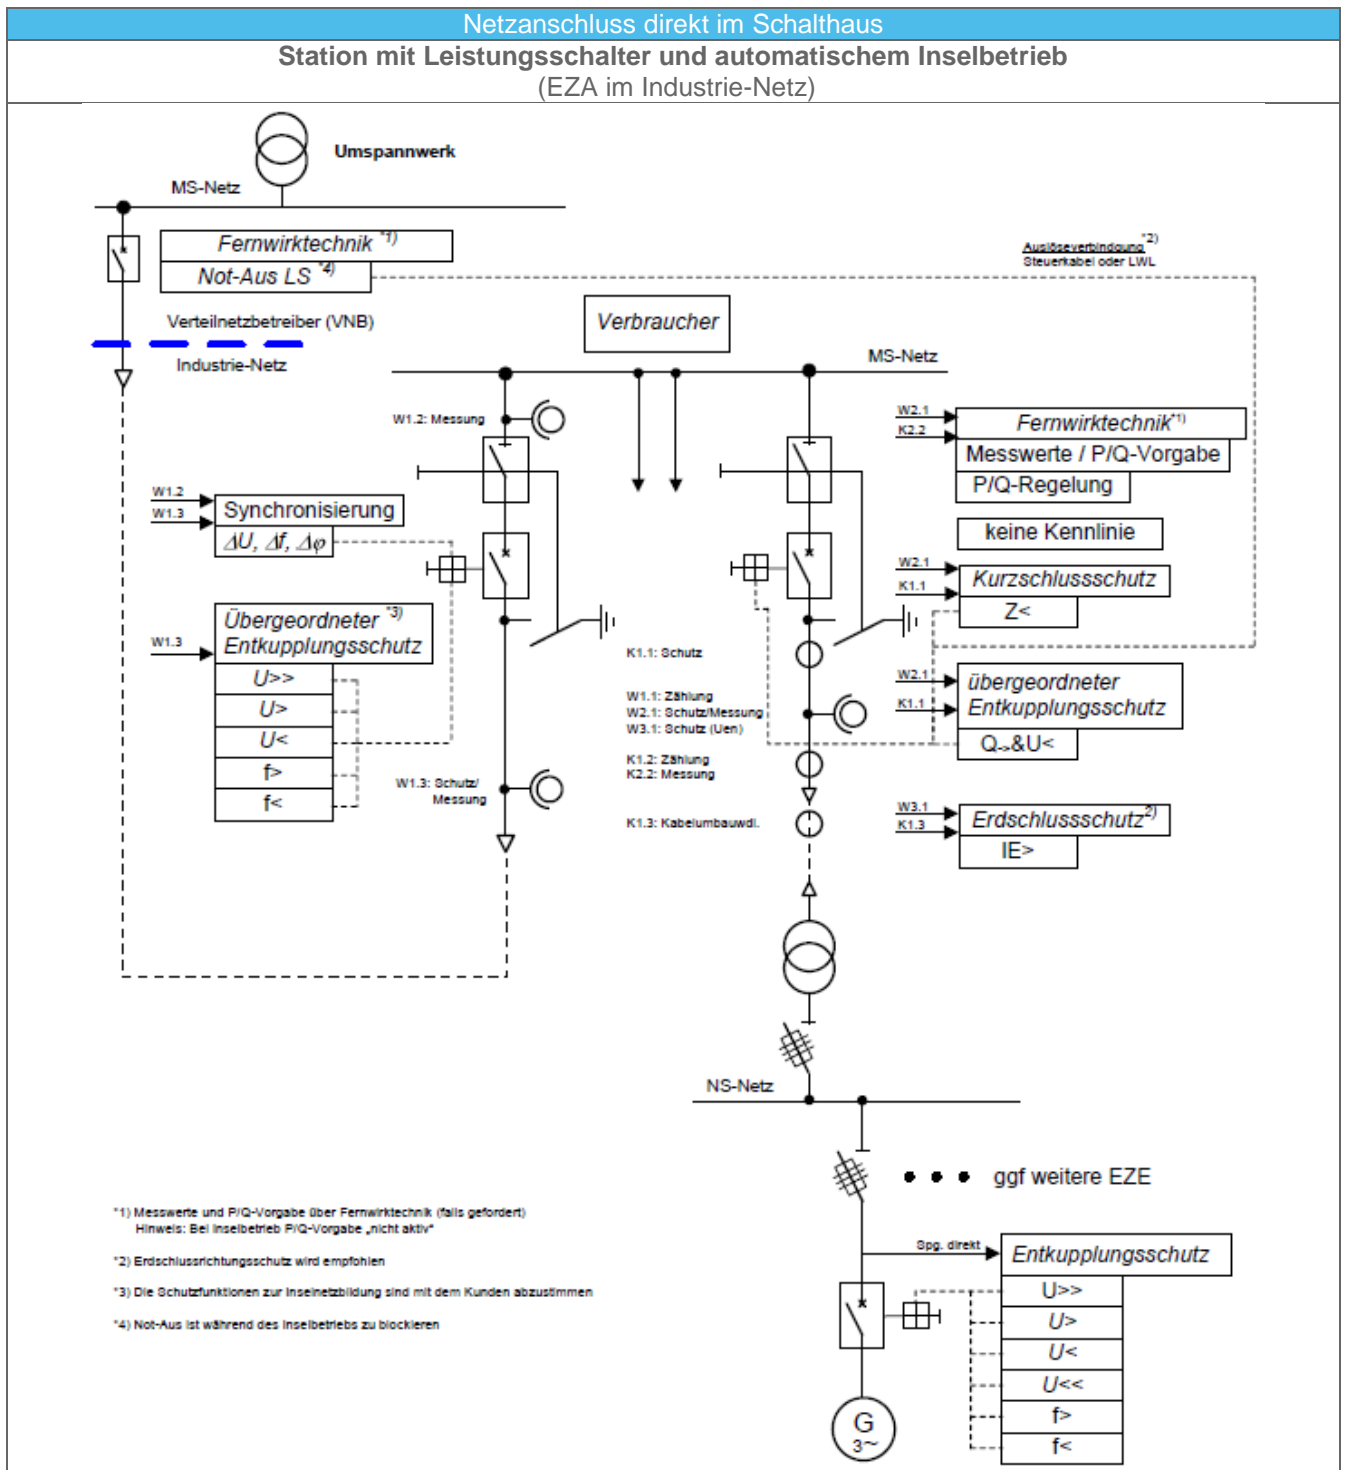 Netzanschluss direkt im Schalthaus
Station mit Leistungsschalter und automatischem Inselbetrieb
(EZA im Industrie-Netz)
Umspannwerk
MS-Netz
Fernwirktechnik *1)
Not-Aus LS *4)
Auslöseverbindung *2)
Steuerkabel oder LWL
Verteilnetzbetreiber (VNB)
Industrie-Netz
Verbraucher
MS-Netz
W1.2: Messung
W1.2
W1.3
Synchronisierung
ΔU, Δf, Δφ
W1.3
Übergeordneter *3)
Entkupplungsschutz
U>>
U>
U<
f>
f<
W1.3: Schutz/
Messung
K1.1: Schutz
W1.1: Zählung
W2.1: Schutz/Messung
W3.1: Schutz (Uen)
K1.2: Zählung
K2.2: Messung
K1.3: Kabelumbauwdl.
W2.1
K2.2
Fernwirktechnik*1)
Messwerte / P/Q-Vorgabe
P/Q-Regelung
keine Kennlinie
W2.1
K1.1
Kurzschlussschutz
Z<
W2.1
K1.1
übergeordneter
Entkupplungsschutz
Q->&U<
W3.1
K1.3
Erdschlussschutz2)
IE>
NS-Netz
ggf weitere EZE
Spg. direkt
Entkupplungsschutz
U>>
U>
U<
U<<
f>
f<
G
3~
*1) Messwerte und P/Q-Vorgabe über Fernwirktechnik (falls gefordert)
Hinweis: Bei Inselbetrieb P/Q-Vorgabe „nicht aktiv“
*2) Erdschlussrichtungsschutz wird empfohlen
*3) Die Schutzfunktionen zur Inselnetzbildung sind mit dem Kunden abzustimmen
*4) Not-Aus ist während des Inselbetriebs zu blockieren